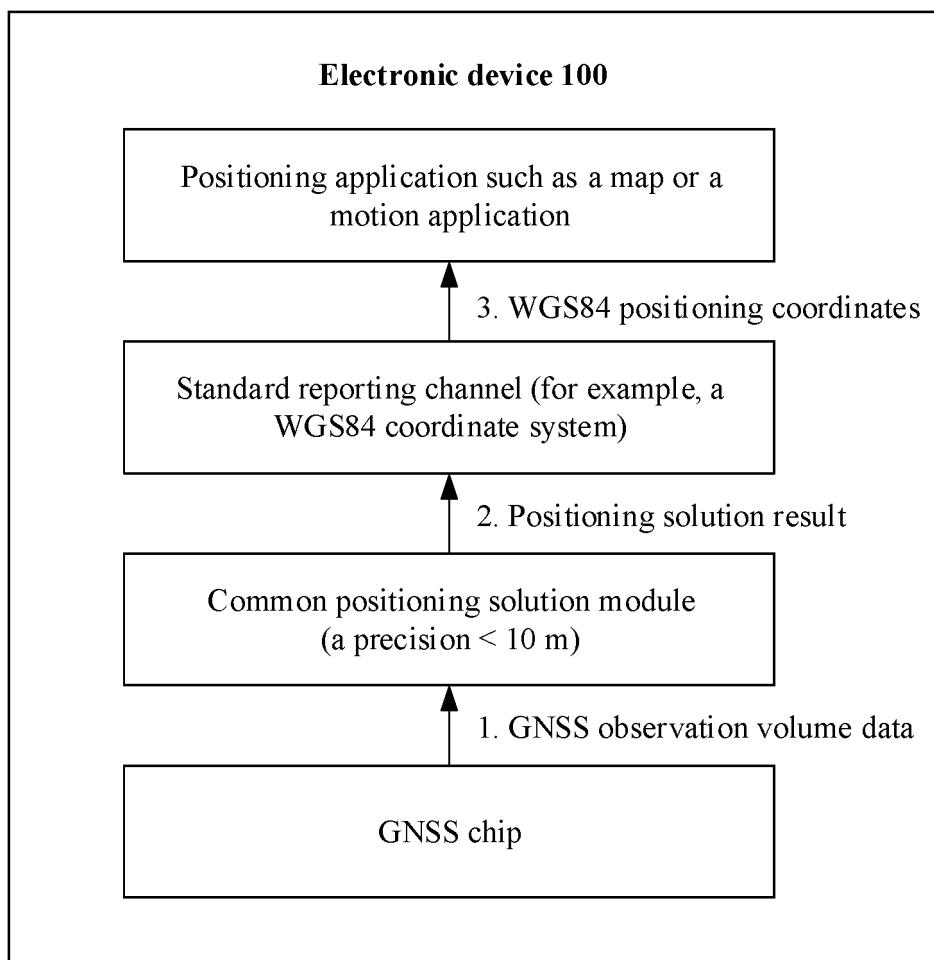 Electronic device 100
Positioning application such as a map or a
motion application
3. WGS84 positioning coordinates
Standard reporting channel (for example, a
WGS84 coordinate system)
2. Positioning solution result
Common positioning solution module
(a precision < 10 m)
1. GNSS observation volume data
GNSS chip